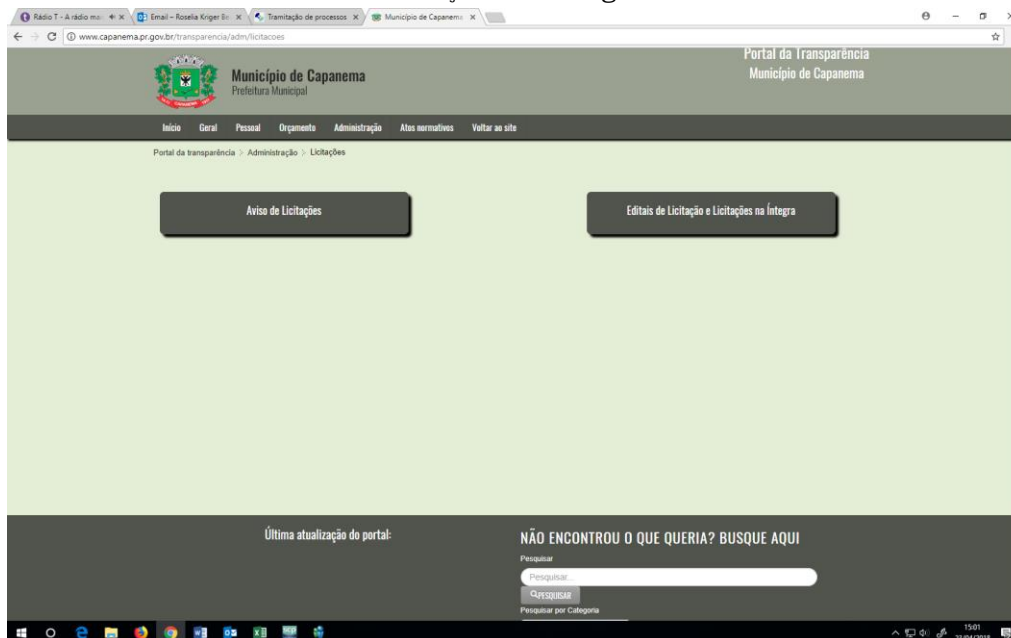 Rádio T - A rádio mai
Email – Roselia Kriger Be
Tramitação de processos
Município de Capanema
www.capanema.pr.gov.br/transparencia/adm/licitacoes
Município de Capanema
Prefeitura Municipal
Portal da Transparência
Município de Capanema
Início Geral Pessoal Orçamento Administração Atos normativos Voltar ao site
Portal da transparência > Administração > Licitações
Aviso de Licitações
Editais de Licitação e Licitações na Íntegra
Última atualização do portal:
NÃO ENCONTROU O QUE QUERIA? BUSQUE AQUI
Pesquisar
Pesquisar...
PESQUISAR
Pesquisar por Categoria
15:01